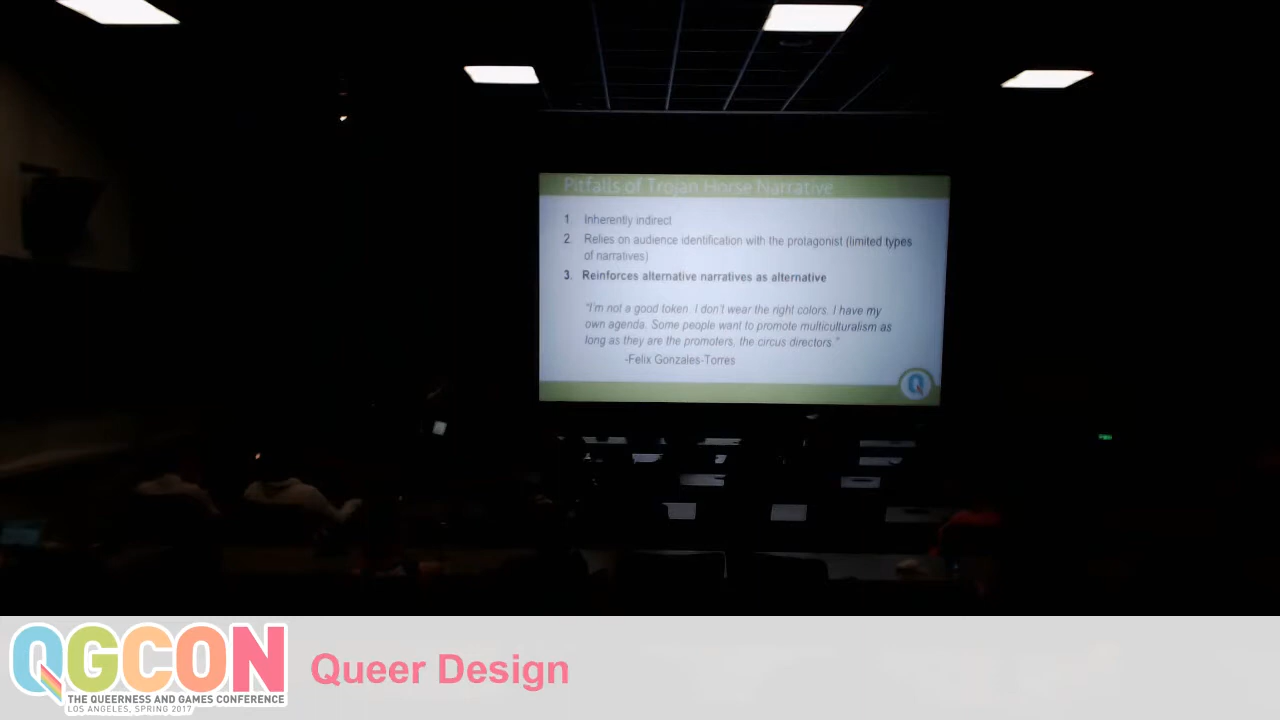 Pitfalls of Trojan Horse Narrative
1. Inherently indirect
2. Relies on audience identification with the protagonist (limited types
of narratives)
3. Reinforces alternative narratives as alternative
"I'm not a good token. I don't wear the right colors. I have my
own agenda. Some people want to promote multiculturalism as
long as they are the promoters, the circus directors."
-Felix Gonzales-Torres
Q
QGCON
THE QUEERNESS AND GAMES CONFERENCE
LOS ANGELES, SPRING 2017
Queer Design